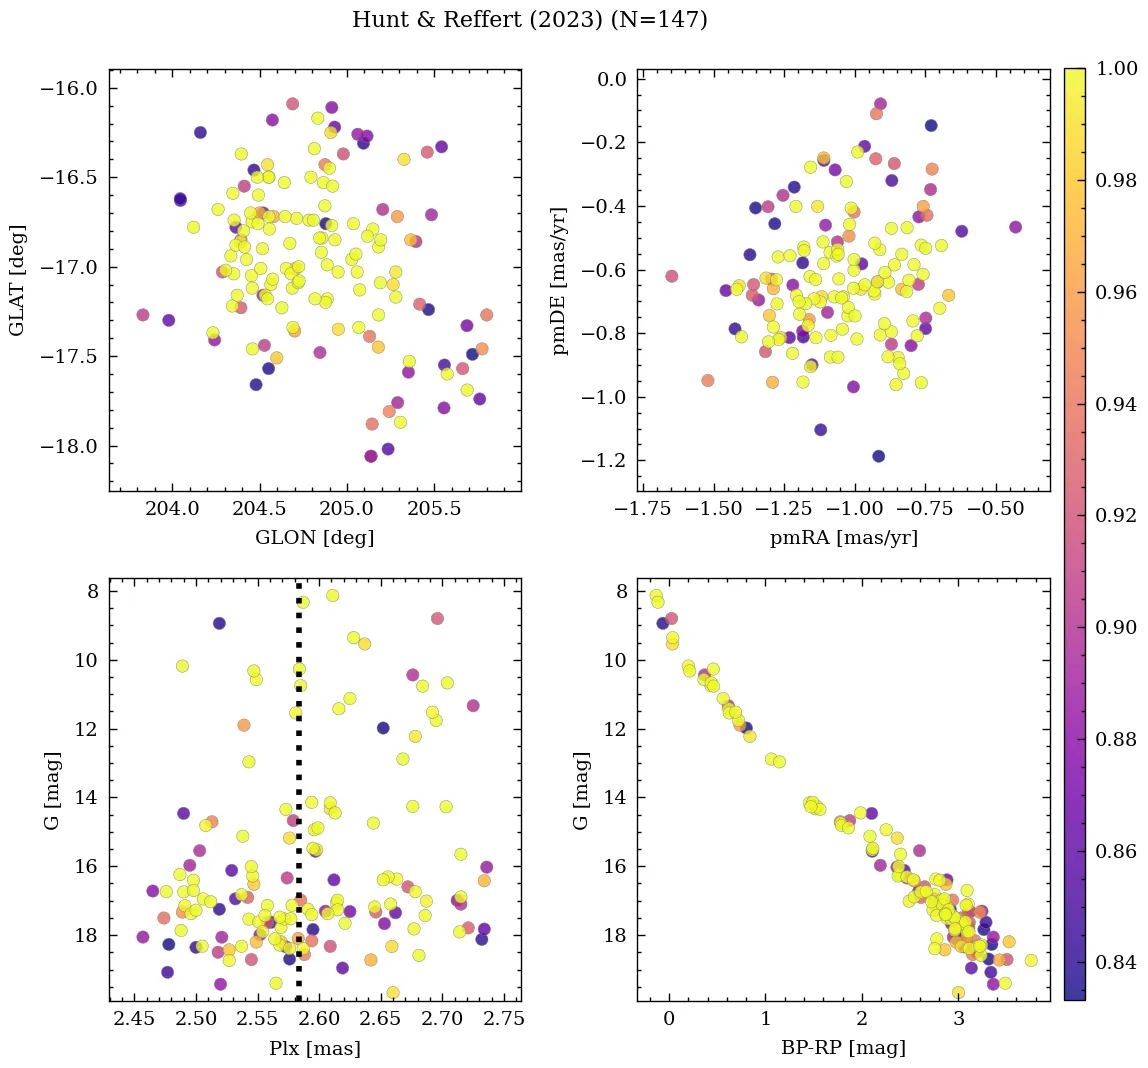 Hunt & Reffert (2023) (N=147)
−16.0
−16.5
−17.0
−17.5
−18.0
GLAT [deg]
204.0 204.5 205.0 205.5
GLON [deg]
0.0
−0.2
−0.4
−0.6
−0.8
−1.0
−1.2
pmDE [mas/yr]
−1.75 −1.50 −1.25 −1.00 −0.75 −0.50
pmRA [mas/yr]
8
10
12
14
16
18
G [mag]
2.45 2.50 2.55 2.60 2.65 2.70 2.75
Plx [mas]
8
10
12
14
16
18
G [mag]
0 1 2 3
BP-RP [mag]
1.00
0.98
0.96
0.94
0.92
0.90
0.88
0.86
0.84